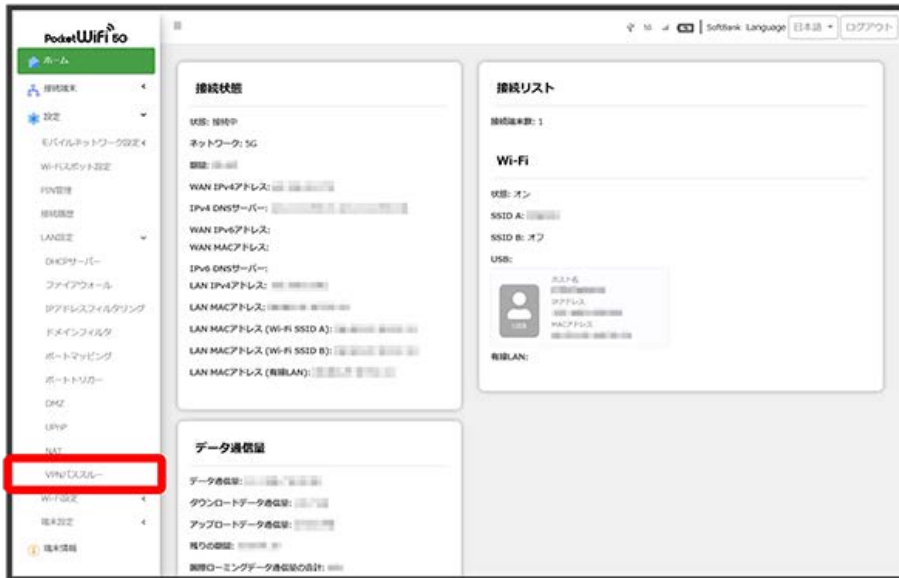 PocketWiFi 5G
5G
SoftBank
Language
日本語
ログアウト
ホーム
接続端末
設定
モバイルネットワーク設定
Wi-Fiスポット設定
PIN管理
接続履歴
LAN設定
DHCPサーバー
ファイアウォール
IPアドレスフィルタリング
ドメインフィルタ
ポートマッピング
ポートトリガー
DMZ
UPnP
NAT
VPNパススルー
Wi-Fi設定
端末設定
端末情報
接続状態
状態: 接続中
ネットワーク: 5G
期間:
WAN IPv4アドレス:
IPv4 DNSサーバー:
WAN IPv6アドレス:
WAN MACアドレス:
IPv6 DNSサーバー:
LAN IPv4アドレス:
LAN MACアドレス:
LAN MACアドレス (Wi-Fi SSID A):
LAN MACアドレス (Wi-Fi SSID B):
LAN MACアドレス (有線LAN):
接続リスト
接続端末数: 1
Wi-Fi
状態: オン
SSID A:
SSID B: オフ
USB:
USB
ホスト名
IPアドレス
MACアドレス
有線LAN:
データ通信量
データ通信量:
ダウンロードデータ通信量:
アップロードデータ通信量:
残りの期間:
国際ローミングデータ通信量の合計: